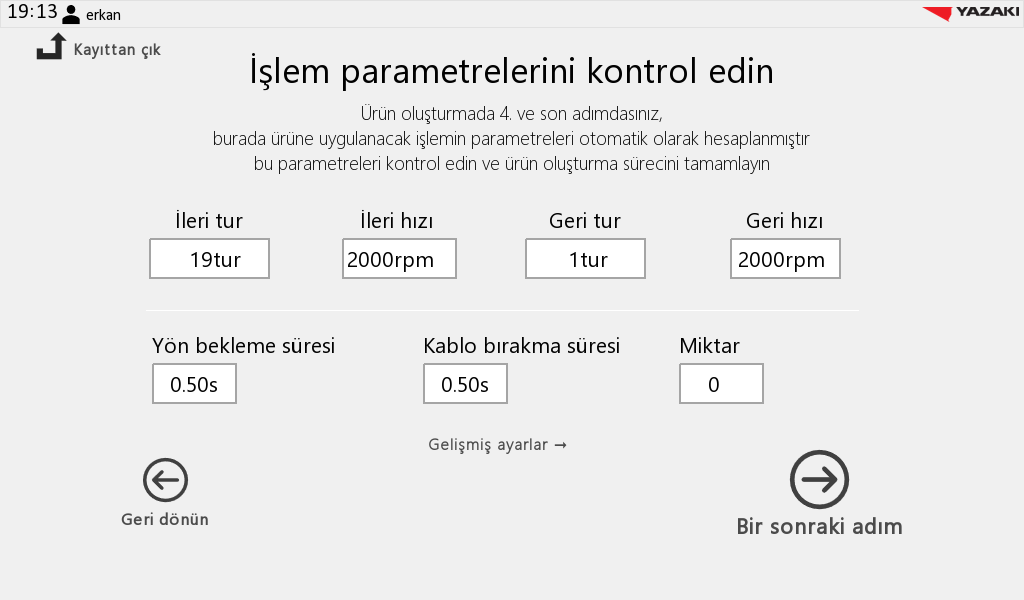 19:13 erkan
YAZAKI
Kayıttan çık
İşlem parametrelerini kontrol edin
Ürün oluşturmada 4. ve son adımdasınız,
burada ürüne uygulanacak işlemin parametreleri otomatik olarak hesaplanmıştır
bu parametreleri kontrol edin ve ürün oluşturma sürecini tamamlayın
İleri tur İleri hızı Geri tur Geri hızı
19tur 2000rpm 1tur 2000rpm
Yön bekleme süresi Kablo bırakma süresi Miktar
0.50s 0.50s 0
Gelişmiş ayarlar →
Geri dönün
Bir sonraki adım